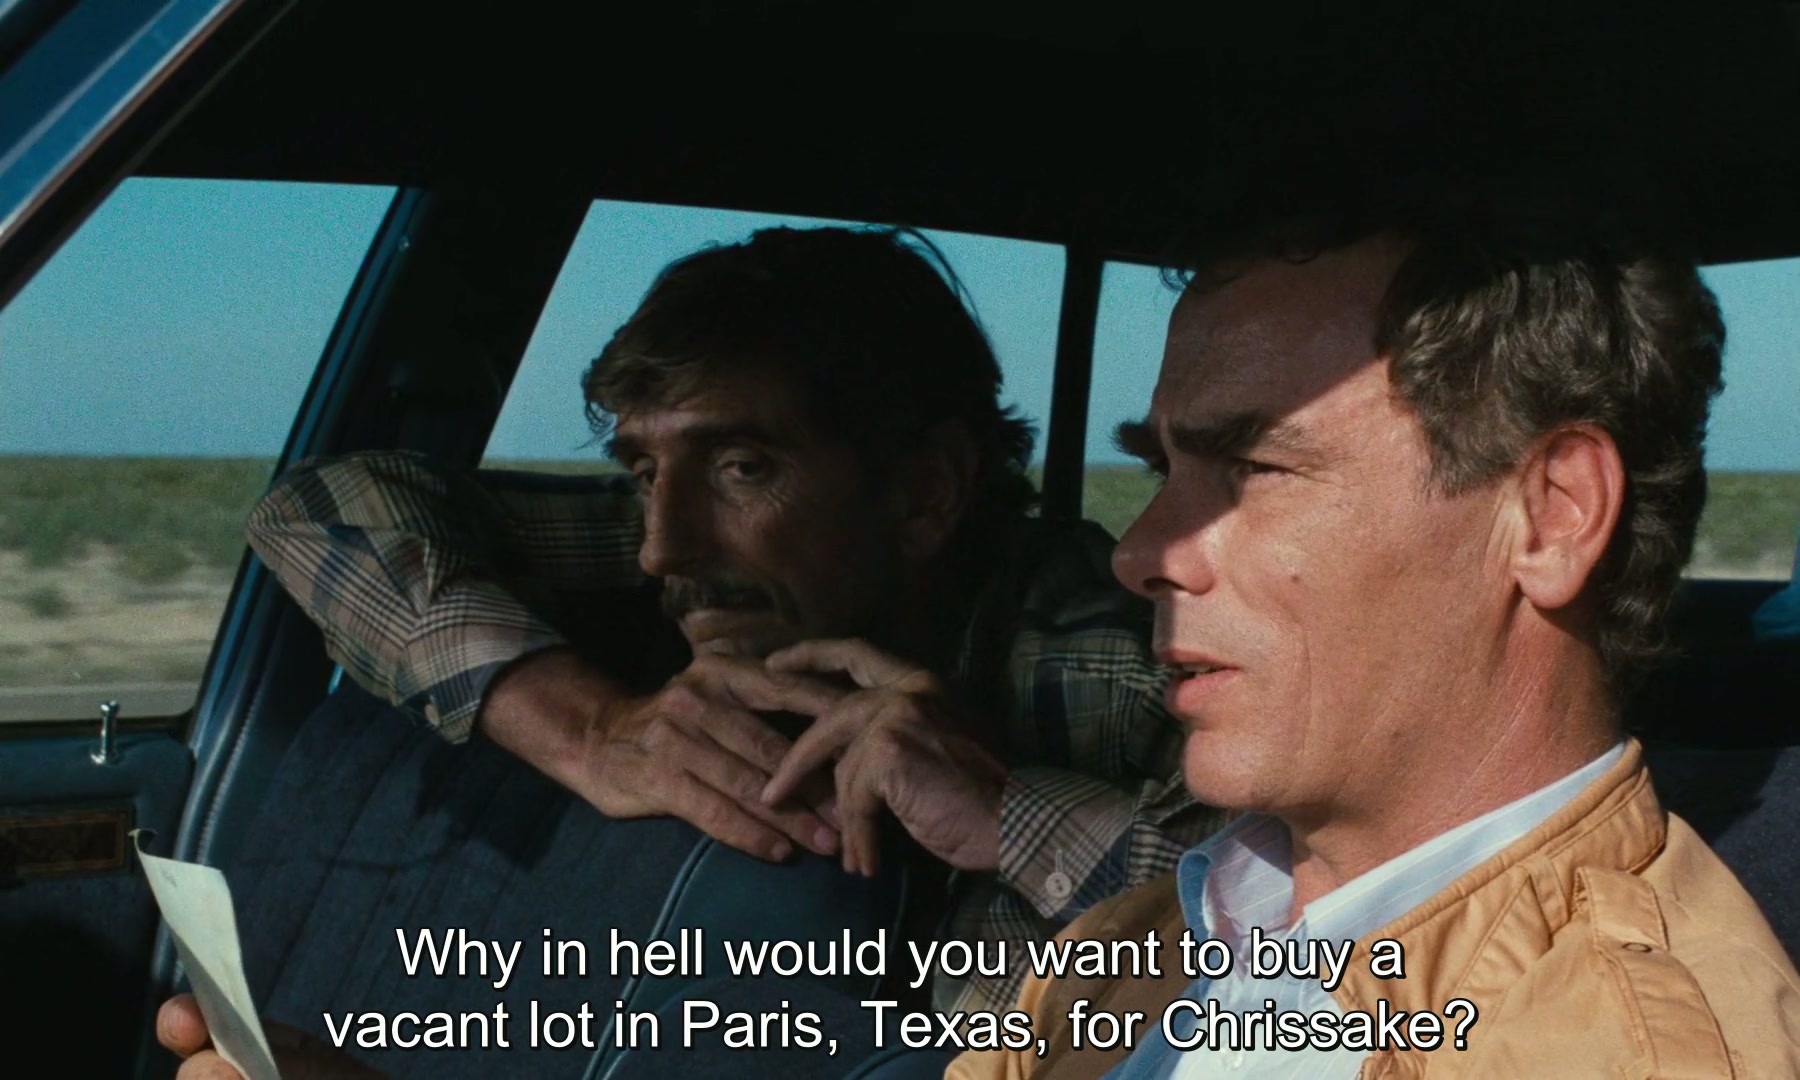 Why in hell would you want to buy a
vacant lot in Paris, Texas, for Chrissake?